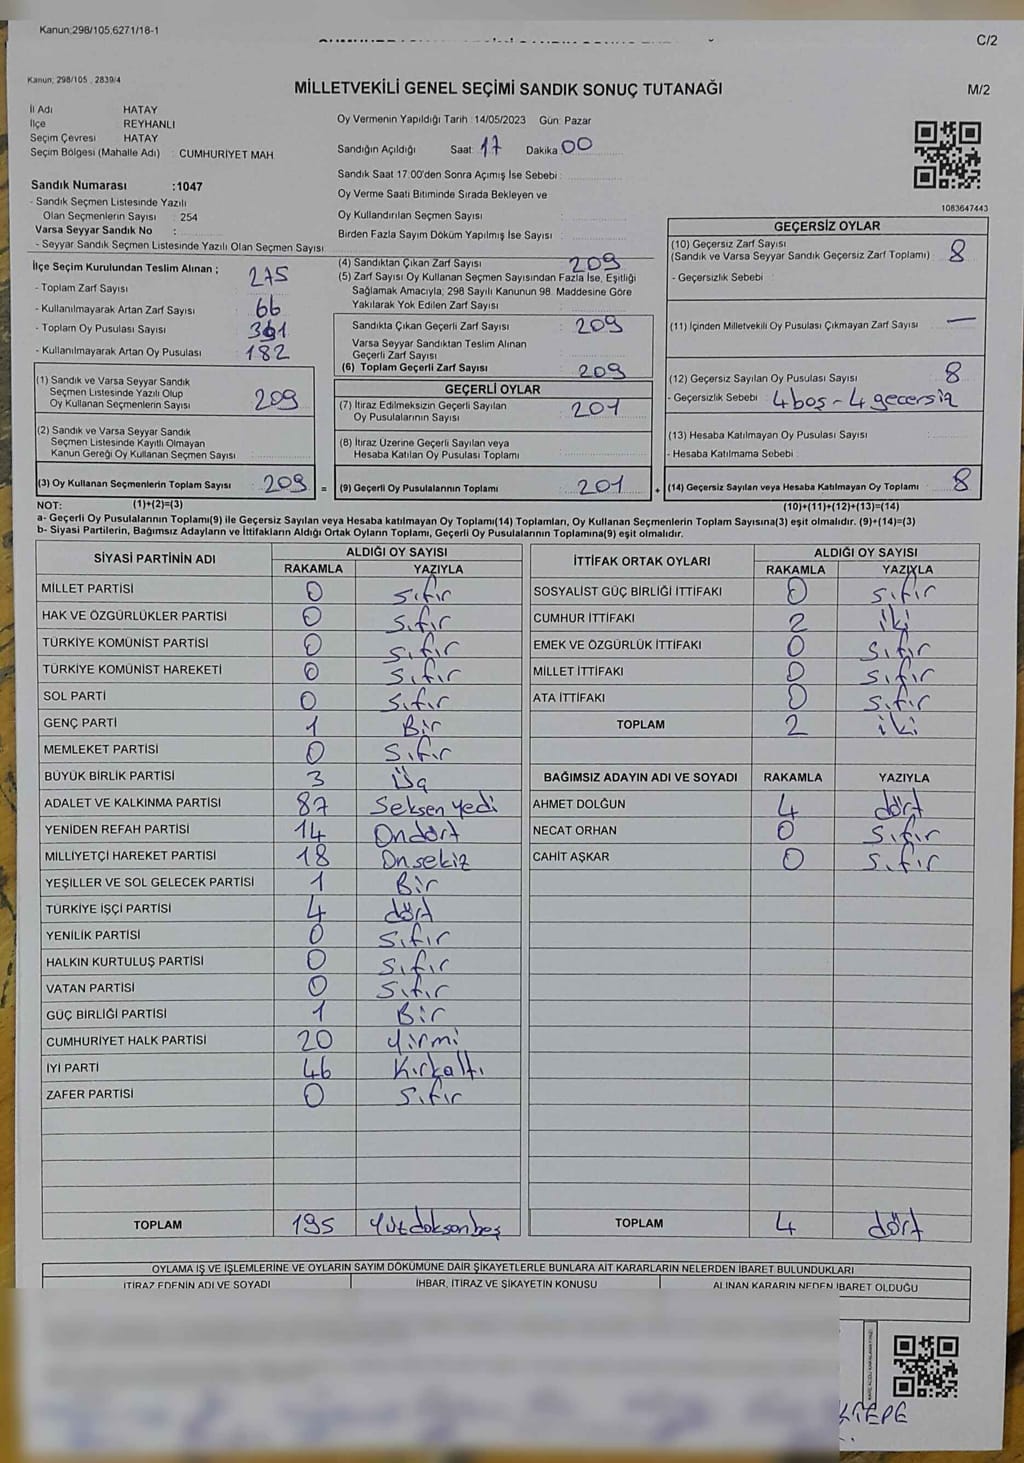 Kanun;298/105,6271/18-1
C/2
Kanun; 298/105 , 2839/4
MİLLETVEKİLİ GENEL SEÇİMİ SANDIK SONUÇ TUTANAĞI
M/2
İl Adı HATAY
İlçe REYHANLI
Seçim Çevresi HATAY
Seçim Bölgesi (Mahalle Adı) : CUMHURİYET MAH
Oy Vermenin Yapıldığı Tarih :14/05/2023 Gün: Pazar
Sandığın Açıldığı Saat: 17 Dakika: 00
Sandık Saat 17:00'den Sonra Açımış İse Sebebi :
Oy Verme Saati Bitiminde Sırada Bekleyen ve
Oy Kullandırılan Seçmen Sayısı :
Birden Fazla Sayım Döküm Yapılmış İse Sayısı :
1083647443
Sandık Numarası :1047
- Sandık Seçmen Listesinde Yazılı
Olan Seçmenlerin Sayısı : 254
Varsa Seyyar Sandık No :
- Seyyar Sandık Seçmen Listesinde Yazılı Olan Seçmen Sayısı:
İlçe Seçim Kurulundan Teslim Alınan ;
- Toplam Zarf Sayısı : 275
- Kullanılmayarak Artan Zarf Sayısı : 66
- Toplam Oy Pusulası Sayısı : 391
- Kullanılmayarak Artan Oy Pusulası : 182
(1) Sandık ve Varsa Seyyar Sandık
Seçmen Listesinde Yazılı Olup
Oy Kullanan Seçmenlerin Sayısı : 209
(2) Sandık ve Varsa Seyyar Sandık
Seçmen Listesinde Kayıtlı Olmayan
Kanun Gereği Oy Kullanan Seçmen Sayısı :
(3) Oy Kullanan Seçmenlerin Toplam Sayısı : 209 =
(4) Sandıktan Çıkan Zarf Sayısı : 209
(5) Zarf Sayısı Oy Kullanan Seçmen Sayısından Fazla İse, Eşitliği
Sağlamak Amacıyla; 298 Sayılı Kanunun 98. Maddesine Göre
Yakılarak Yok Edilen Zarf Sayısı :
Sandıkta Çıkan Geçerli Zarf Sayısı : 209
Varsa Seyyar Sandıktan Teslim Alınan
Geçerli Zarf Sayısı :
(6) Toplam Geçerli Zarf Sayısı : 209
GEÇERLİ OYLAR
(7) İtiraz Edilmeksizin Geçerli Sayılan
Oy Pusulalarının Sayısı : 201
(8) İtiraz Üzerine Geçerli Sayılan veya
Hesaba Katılan Oy Pusulası Toplamı :
(9) Geçerli Oy Pusulalarının Toplamı : 201 +
GEÇERSİZ OYLAR
(10) Geçersiz Zarf Sayısı
(Sandık ve Varsa Seyyar Sandık Geçersiz Zarf Toplamı) : 8
- Geçersizlik Sebebi :
(11) İçinden Milletvekili Oy Pusulası Çıkmayan Zarf Sayısı : —
(12) Geçersiz Sayılan Oy Pusulası Sayısı : 8
- Geçersizlik Sebebi : 4 boş - 4 geçersiz
(13) Hesaba Katılmayan Oy Pusulası Sayısı :
- Hesaba Katılmama Sebebi :
(14) Geçersiz Sayılan veya Hesaba Katılmayan Oy Toplamı : 8
NOT: (1)+(2)=(3) (10)+(11)+(12)+(13)=(14)
a- Geçerli Oy Pusulalarının Toplamı(9) ile Geçersiz Sayılan veya Hesaba katılmayan Oy Toplamı(14) Toplamları, Oy Kullanan Seçmenlerin Toplam Sayısına(3) eşit olmalıdır. (9)+(14)=(3)
b- Siyasi Partilerin, Bağımsız Adayların ve İttifakların Aldığı Ortak Oyların Toplamı, Geçerli Oy Pusulalarının Toplamına(9) eşit olmalıdır.
SİYASİ PARTİNİN ADI ALDIĞI OY SAYISI
RAKAMLA YAZIYLA
MİLLET PARTİSİ 0 Sıfır
HAK VE ÖZGÜRLÜKLER PARTİSİ 0 Sıfır
TÜRKİYE KOMÜNİST PARTİSİ 0 Sıfır
TÜRKİYE KOMÜNİST HAREKETİ 0 Sıfır
SOL PARTİ 0 Sıfır
GENÇ PARTİ 1 Bir
MEMLEKET PARTİSİ 0 Sıfır
BÜYÜK BİRLİK PARTİSİ 3 Üç
ADALET VE KALKINMA PARTİSİ 87 Seksen yedi
YENİDEN REFAH PARTİSİ 14 Ondört
MİLLİYETÇİ HAREKET PARTİSİ 18 Onsekiz
YEŞİLLER VE SOL GELECEK PARTİSİ 1 Bir
TÜRKİYE İŞÇİ PARTİSİ 4 dört
YENİLİK PARTİSİ 0 Sıfır
HALKIN KURTULUŞ PARTİSİ 0 Sıfır
VATAN PARTİSİ 0 Sıfır
GÜÇ BİRLİĞİ PARTİSİ 1 Bir
CUMHURİYET HALK PARTİSİ 20 Yirmi
İYİ PARTİ 46 Kırkaltı
ZAFER PARTİSİ 0 Sıfır
TOPLAM 195 Yüzdoksanbeş
İTTİFAK ORTAK OYLARI ALDIĞI OY SAYISI
RAKAMLA YAZIYLA
SOSYALİST GÜÇ BİRLİĞİ İTTİFAKI 0 Sıfır
CUMHUR İTTİFAKI 2 iki
EMEK VE ÖZGÜRLÜK İTTİFAKI 0 Sıfır
MİLLET İTTİFAKI 0 Sıfır
ATA İTTİFAKI 0 Sıfır
TOPLAM 2 iki
BAĞIMSIZ ADAYIN ADI VE SOYADI RAKAMLA YAZIYLA
AHMET DOLĞUN 4 dört
NECAT ORHAN 0 Sıfır
CAHİT AŞKAR 0 Sıfır
TOPLAM 4 dört
OYLAMA İŞ VE İŞLEMLERİNE VE OYLARIN SAYIM DÖKÜMÜNE DAİR ŞİKAYETLERLE BUNLARA AİT KARARLARIN NELERDEN İBARET BULUNDUKLARI
İTİRAZ EDENİN ADI VE SOYADI İHBAR, İTİRAZ VE ŞİKAYETİN KONUSU ALINAN KARARIN NEDEN İBARET OLDUĞU
KTEPE